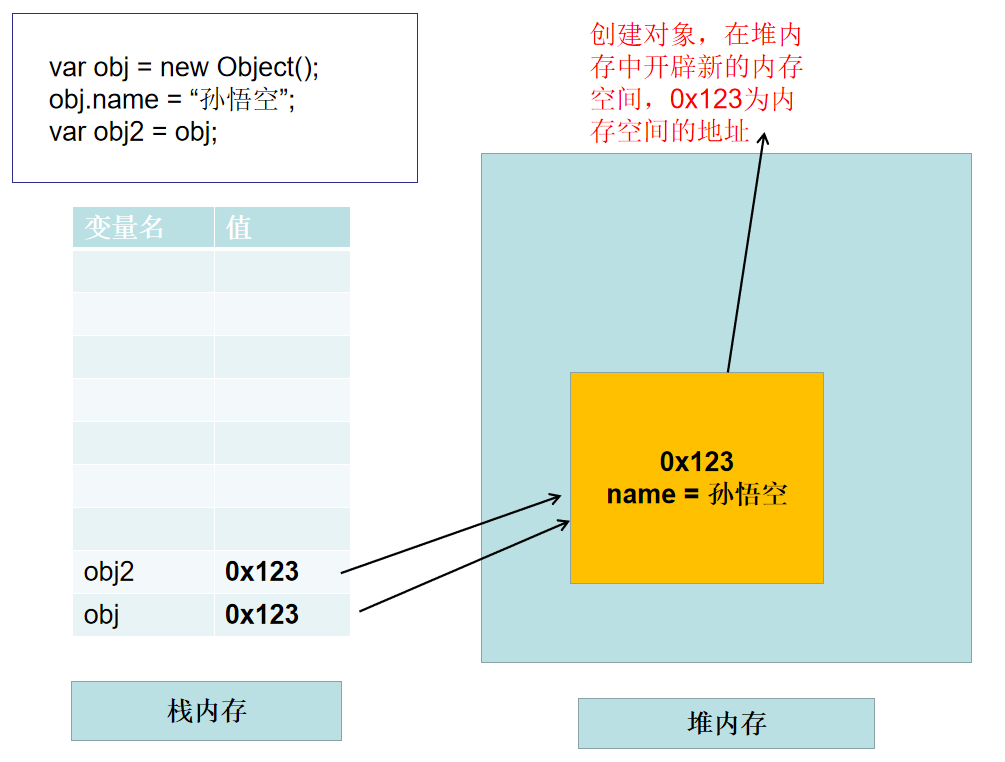 var obj = new Object();
obj.name = “孙悟空”;
var obj2 = obj;
创建对象，在堆内
存中开辟新的内存
空间，0x123为内
存空间的地址
变量名 值
obj2 0x123
obj 0x123
0x123
name = 孙悟空
栈内存
堆内存